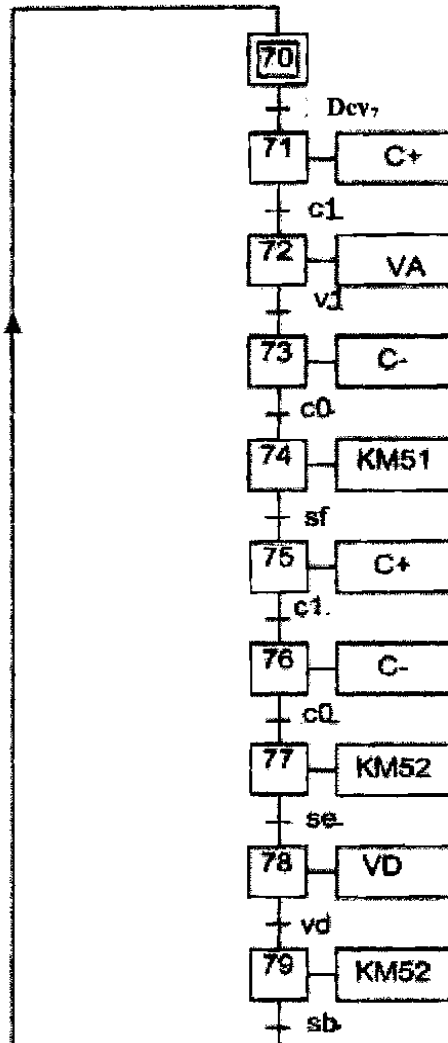 70
Dcv₇
71 C+
c1
72 VA
v1
73 C-
c0
74 KM51
sf
75 C+
c1
76 C-
c0
77 KM52
se
78 VD
vd
79 KM52
sb